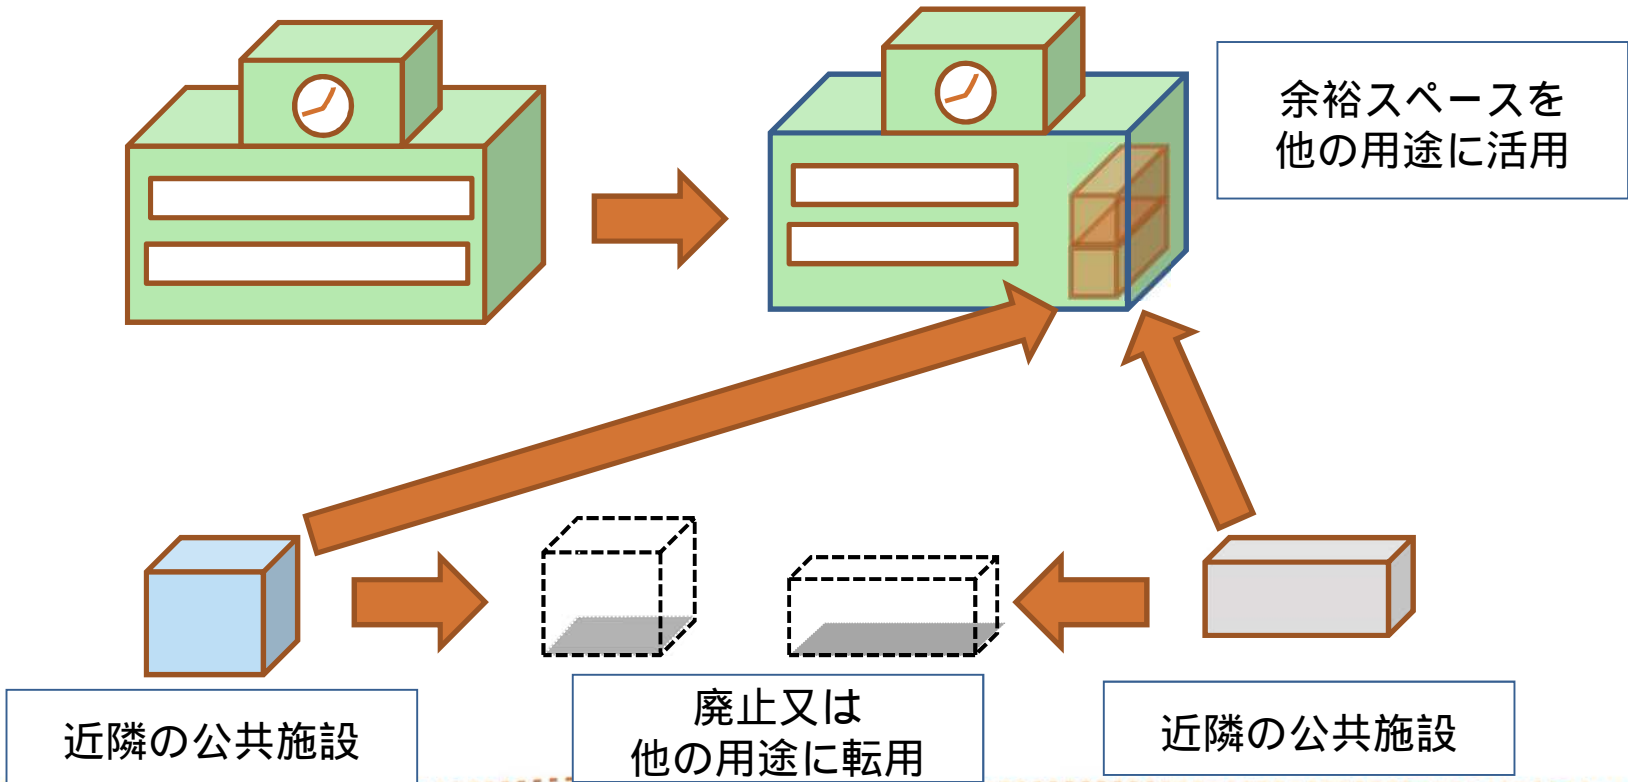 余裕スペースを
他の用途に活用
近隣の公共施設
廃止又は
他の用途に転用
近隣の公共施設